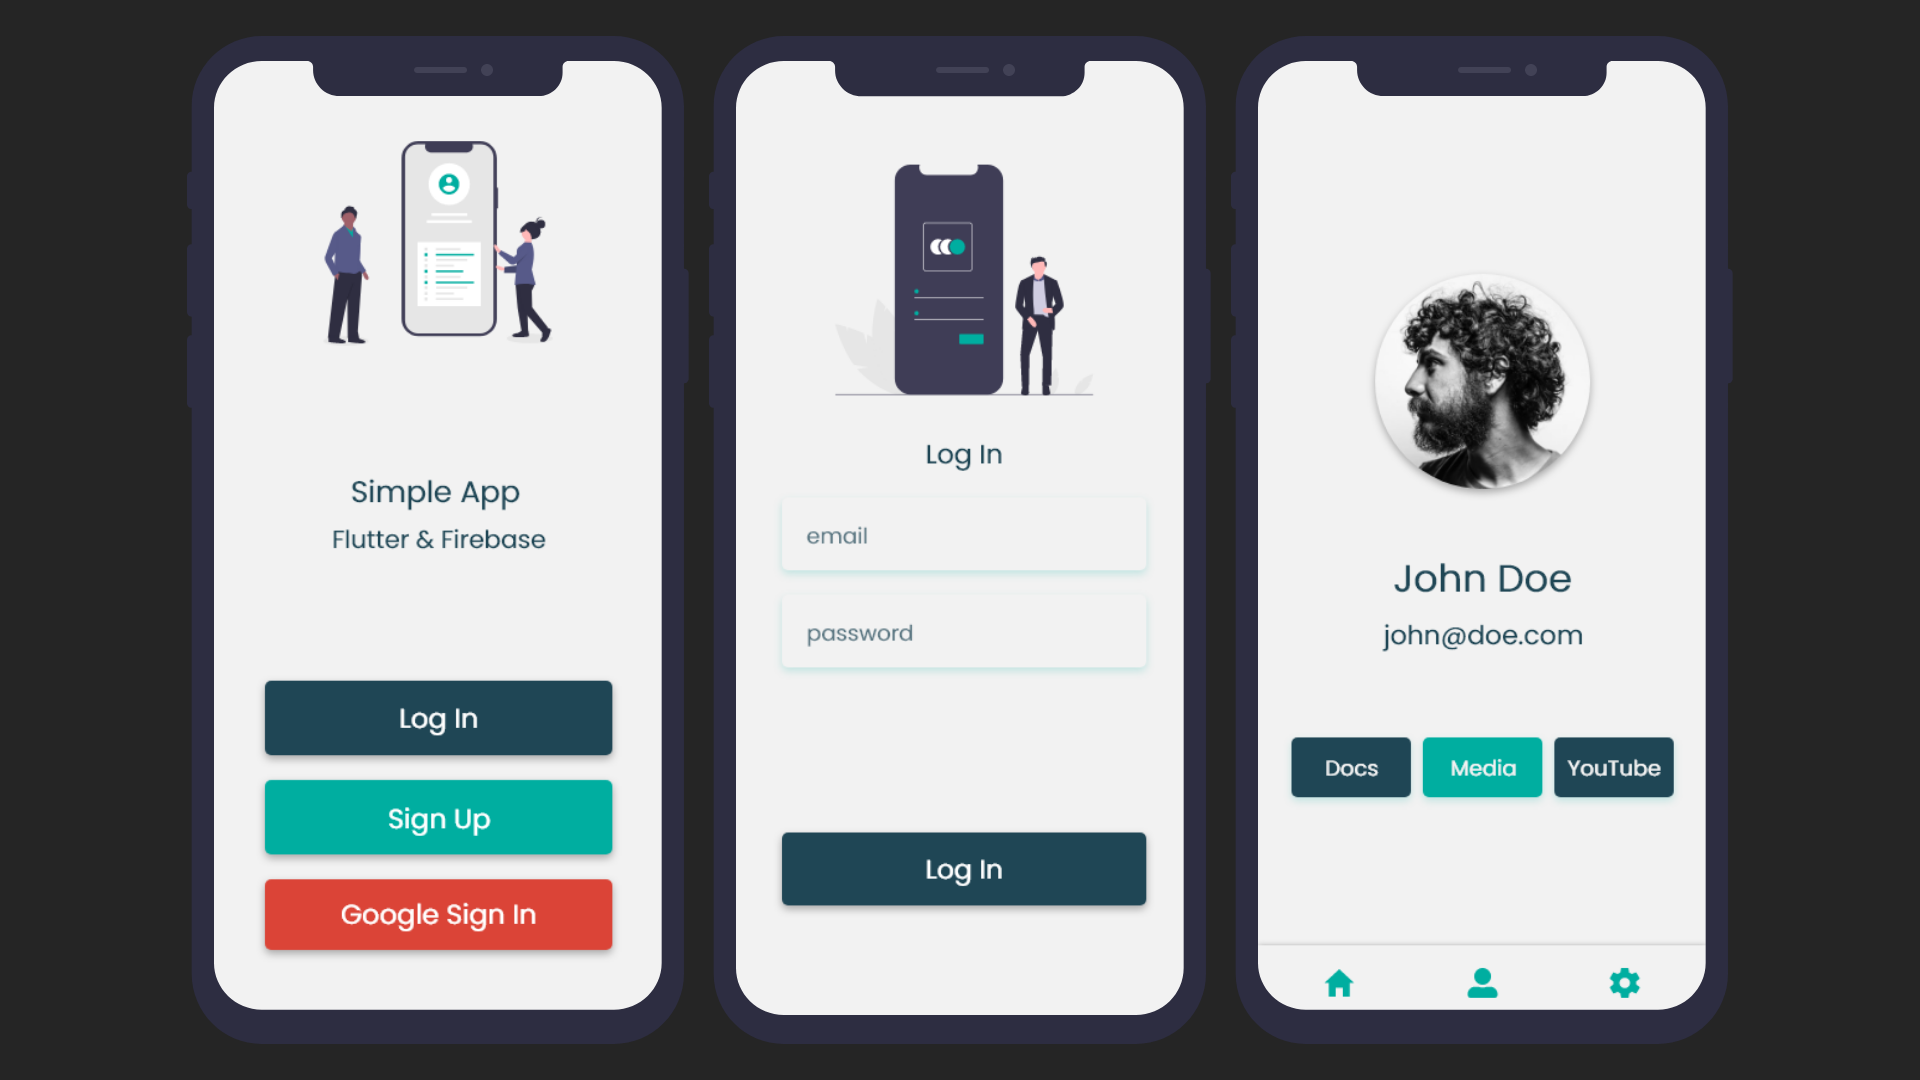 Simple App
Flutter & Firebase
Log In
Sign Up
Google Sign In
Log In
email
password
Log In
John Doe
john@doe.com
Docs
Media
YouTube